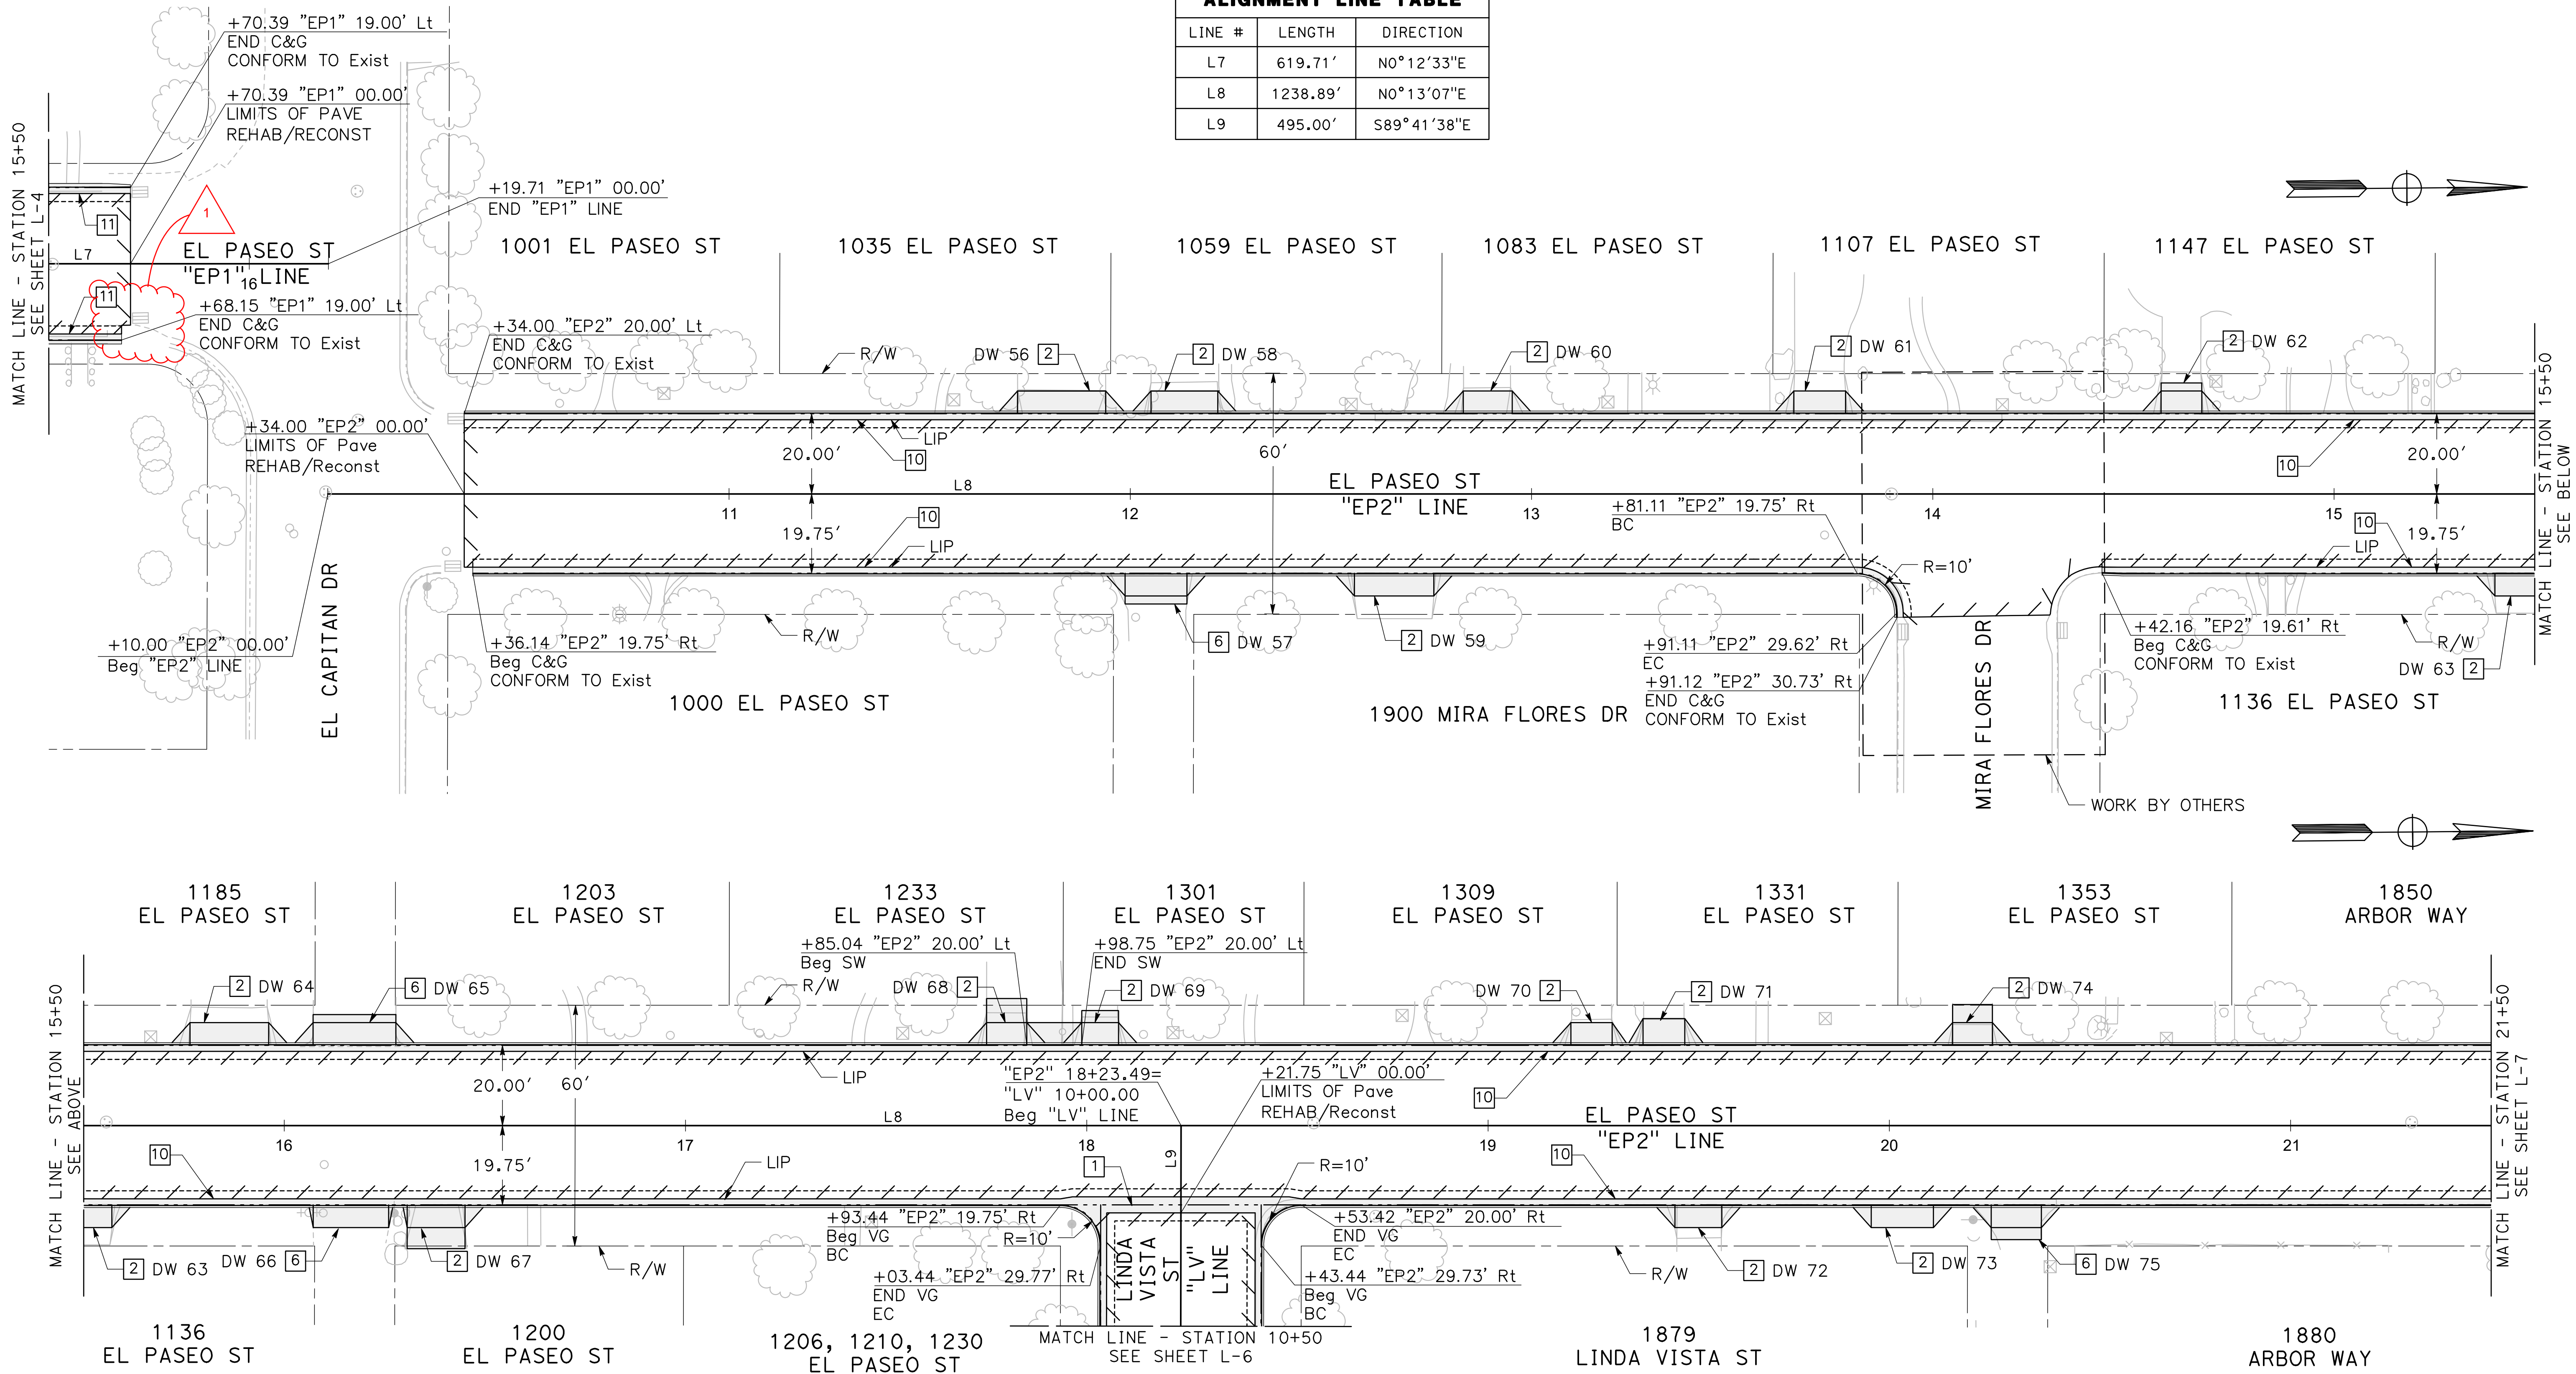 ALIGNMENT LINE TABLE
LINE # LENGTH DIRECTION
L7 619.71' N0°12'33"E
L8 1238.89' N0°13'07"E
L9 495.00' S89°41'38"E
MATCH LINE - STATION 15+50
SEE SHEET L-4
+70.39 "EP1" 19.00' Lt
END C&G
CONFORM TO Exist
+70.39 "EP1" 00.00'
LIMITS OF PAVE
REHAB/RECONST
1
11
L7
EL PASEO ST
"EP1" LINE
16
11
+19.71 "EP1" 00.00'
END "EP1" LINE
+68.15 "EP1" 19.00' Lt
END C&G
CONFORM TO Exist
1001 EL PASEO ST
1035 EL PASEO ST
1059 EL PASEO ST
1083 EL PASEO ST
1107 EL PASEO ST
1147 EL PASEO ST
+34.00 "EP2" 20.00' Lt
END C&G
CONFORM TO Exist
R/W
DW 56 2
2 DW 58
2 DW 60
2 DW 61
2 DW 62
+34.00 "EP2" 00.00'
LIMITS OF Pave
REHAB/Reconst
LIP
10
20.00'
60'
10
20.00'
L8
EL PASEO ST
"EP2" LINE
11
12
13
14
15
19.75'
10
LIP
+81.11 "EP2" 19.75' Rt
BC
R=10'
10
LIP
19.75'
MATCH LINE - STATION 15+50
SEE BELOW
+10.00 "EP2" 00.00'
Beg "EP2" LINE
EL CAPITAN DR
+36.14 "EP2" 19.75' Rt
Beg C&G
CONFORM TO Exist
R/W
6 DW 57
2 DW 59
+91.11 "EP2" 29.62' Rt
EC
+91.12 "EP2" 30.73' Rt
END C&G
CONFORM TO Exist
+42.16 "EP2" 19.61' Rt
Beg C&G
CONFORM TO Exist
R/W
DW 63 2
1000 EL PASEO ST
1900 MIRA FLORES DR
MIRA FLORES DR
1136 EL PASEO ST
WORK BY OTHERS
1185
EL PASEO ST
1203
EL PASEO ST
1233
EL PASEO ST
1301
EL PASEO ST
1309
EL PASEO ST
1331
EL PASEO ST
1353
EL PASEO ST
1850
ARBOR WAY
MATCH LINE - STATION 15+50
SEE ABOVE
2 DW 64
6 DW 65
R/W
+85.04 "EP2" 20.00' Lt
Beg SW
DW 68 2
+98.75 "EP2" 20.00' Lt
END SW
2 DW 69
DW 70 2
2 DW 71
2 DW 74
20.00'
60'
LIP
"EP2" 18+23.49=
"LV" 10+00.00
Beg "LV" LINE
+21.75 "LV" 00.00'
LIMITS OF Pave
REHAB/Reconst
10
L8
EL PASEO ST
"EP2" LINE
16
17
18
19
20
21
10
19.75'
LIP
1
L9
R=10'
10
+93.44 "EP2" 19.75' Rt
Beg VG
BC
R=10'
+03.44 "EP2" 29.77' Rt
END VG
EC
LINDA
VISTA
ST
"LV"
LINE
+53.42 "EP2" 20.00' Rt
END VG
EC
+43.44 "EP2" 29.73' Rt
Beg VG
BC
2 DW 63
DW 66 6
2 DW 67
R/W
R/W
2 DW 72
2 DW 73
6 DW 75
MATCH LINE - STATION 21+50
SEE SHEET L-7
1136
EL PASEO ST
1200
EL PASEO ST
1206, 1210, 1230
EL PASEO ST
MATCH LINE - STATION 10+50
SEE SHEET L-6
1879
LINDA VISTA ST
1880
ARBOR WAY